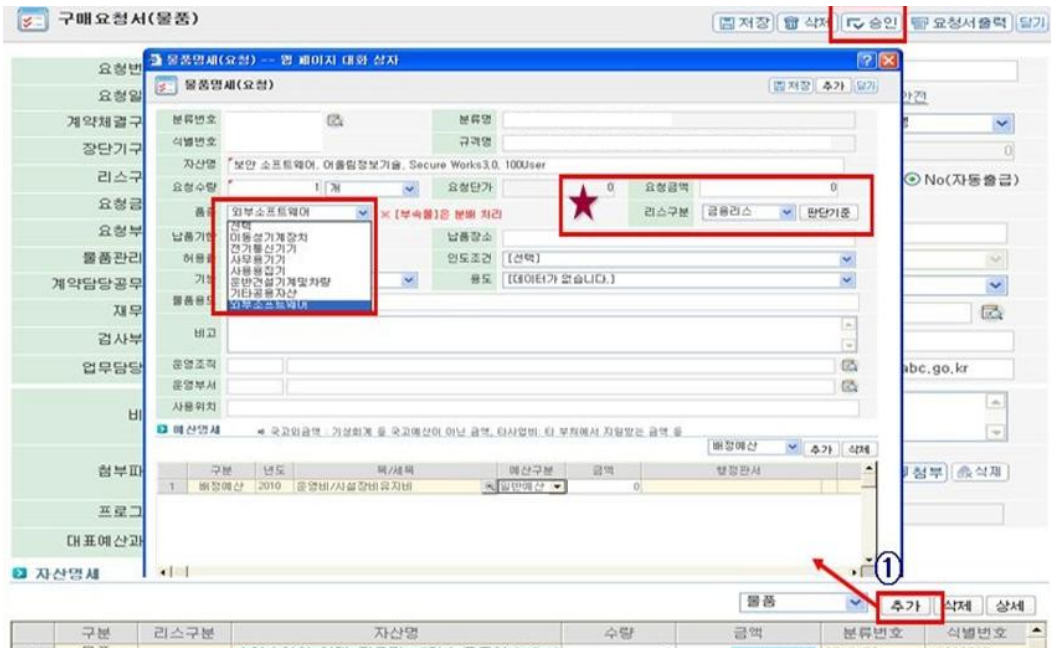 구매요청서(물품)
저장 삭제 승인 요청서출력 닫기
물품명세(요청) -- 웹 페이지 대화 상자
요청번
물품명세(요청)
저장 추가 닫기
요청일
분류번호 분류명
계약체결구
식별번호 규격명
장단기구 0
자산명 보안 소프트웨어, 어울림정보기술, Secure Works3.0, 100User
리스구 No(자동출급)
요청수량 1 개 요청단가 0 요청금액 0
요청금
품종 외부소프트웨어 ※ [부속물]은 분배 처리 리스구분 금융리스 판단기준
선택
이동설기계장치
전기통신기기
사무용기기
사용용집기
운반건설기계및차량
기타공용자산
외부소프트웨어
요청부
납품기한 납품장소
물품관리
인도조건 [선택]
계약담당공무
용도 [[데이터가 없습니다.]
물품용도
재무
검사부
비고
업무담당 abc.go.kr
운영조직
운영부서
사용위치
비
예산명세
국고외금액 : 기성회계 등 국고예산이 아닌 금액, 타사업비: 타 부처에서 지원받는 금액 등
배정예산 추가 삭제
첨부파 첨부 삭제
구분 년도 목/세목 예산구분 금액 행정판서
1 배정예산 2010 운영비/시설장비유지비 일반예산 0
프로그
대표예산과
자산명세
①
물품 추가 삭제 상세
구분 리스구분 자산명 수량 금액 분류번호 식별번호